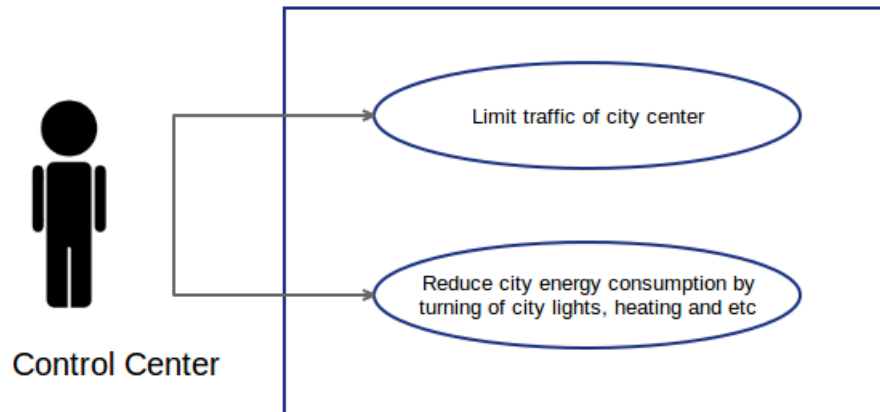 Limit traffic of city center
Reduce city energy consumption by
turning of city lights, heating and etc
Control Center